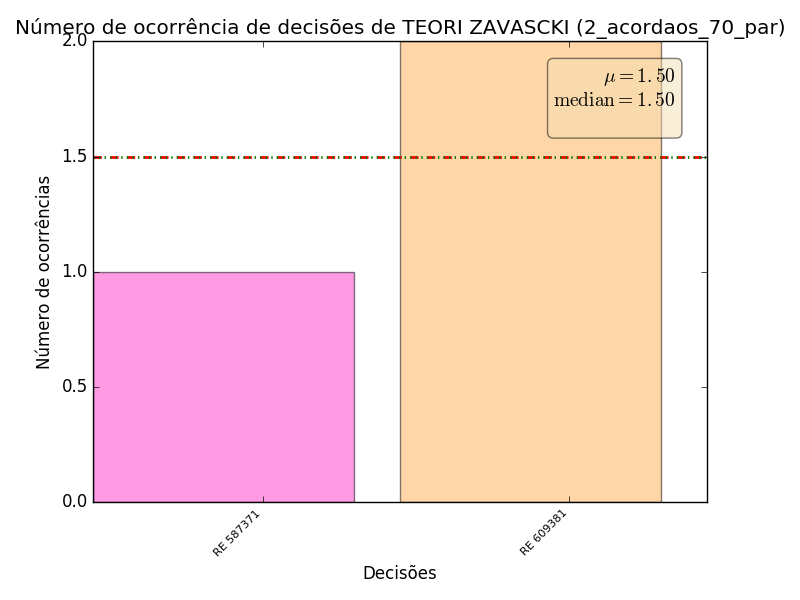 Número de ocorrência de decisões de TEORI ZAVASCKI (2_acordaos_70_par)
2.0
μ = 1.50
median = 1.50
1.5
Número de ocorrências
1.0
0.5
0.0
RE 587371
RE 609381
Decisões